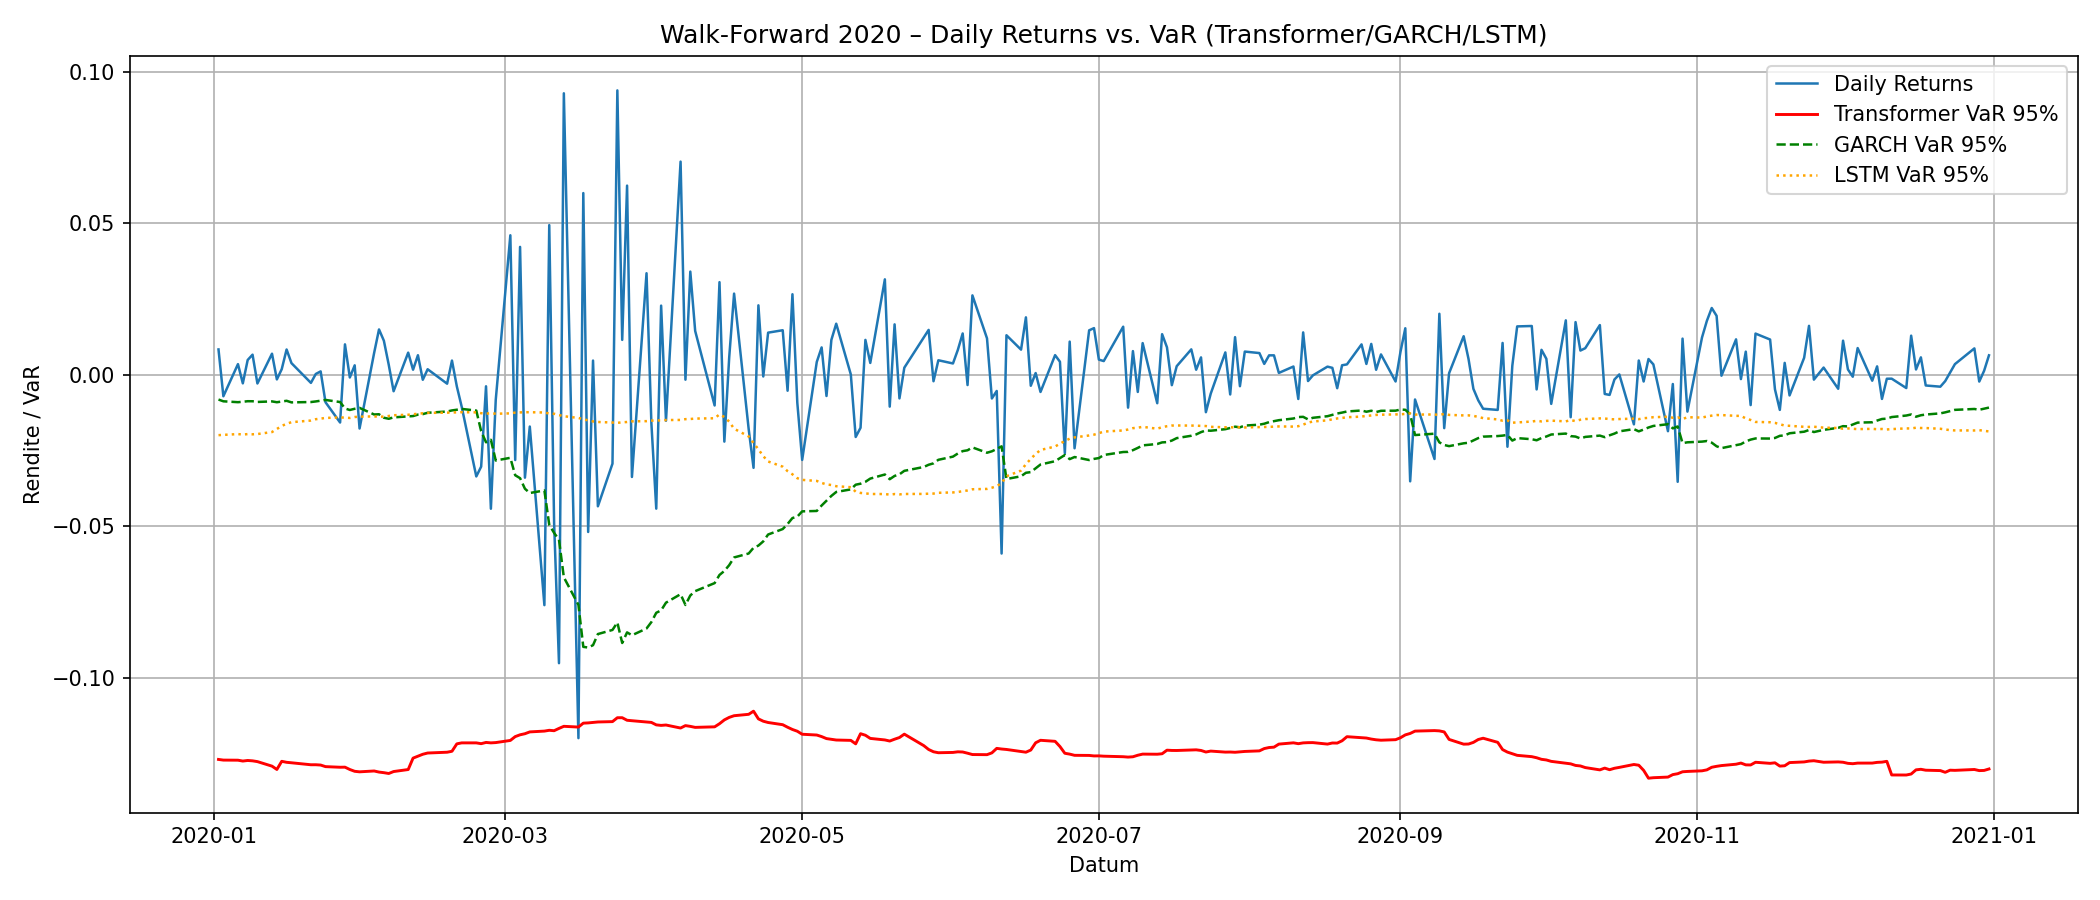 Walk-Forward 2020 – Daily Returns vs. VaR (Transformer/GARCH/LSTM)
Daily Returns
Transformer VaR 95%
GARCH VaR 95%
LSTM VaR 95%
Rendite / VaR
0.10
0.05
0.00
−0.05
−0.10
2020-01 2020-03 2020-05 2020-07 2020-09 2020-11 2021-01
Datum